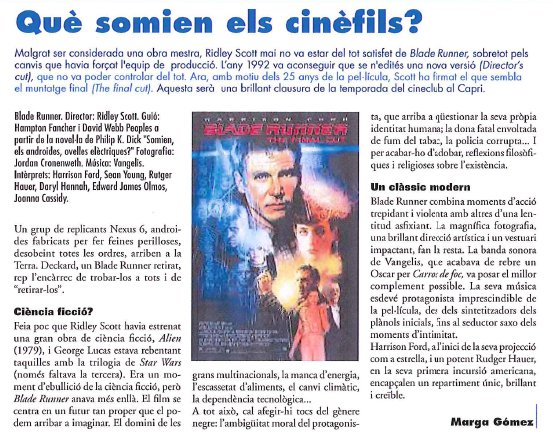 Què somien els cinèfils?
Malgrat ser considerada una obra mestra, Ridley Scott mai no va estar del tot satisfet de Blade Runner, sobretot pels
canvis que havia forçat l'equip de producció. L'any 1992 va aconseguir que se n'edités una nova versió (Director's
cut), que no va poder controlar del tot. Ara, amb motiu dels 25 anys de la pel·lícula, Scott ha firmat el que sembla
el muntatge final (The final cut). Aquesta serà una brillant clausura de la temporada del cineclub al Capri.
Blade Runner. Director: Ridley Scott. Guió:
Hampton Fancher i David Webb Peoples a
partir de la novel·la de Philip K. Dick "Samien,
els androides, ovelles elèctriques?" Fotografia:
Jordan Cronenweth. Música: Vangelis.
Intèrprets: Harrison Ford, Sean Young, Rutger
Hauer, Daryl Hannah, Edward James Olmos,
Joanna Cassidy.
Un grup de replicants Nexus 6, androi-
des fabricats per fer feines perilloses,
desobeint totes les ordres, arriben a la
Terra. Deckard, un Blade Runner retirat,
rep l'encàrrec de trobar-los a tots i de
"retirar-los".
Ciència ficció?
Feia poc que Ridley Scott havia estrenat
una gran obra de ciència ficció, Alien
(1979), i George Lucas estava rebentant
taquilles amb la trilogia de Star Wars
(només faltava la tercera). Era un mo-
ment d'ebullició de la ciència ficció, però
Blade Runner anava més enllà. El film se
centra en un futur tan proper que el po-
dem arribar a imaginar. El domini de les
HARRISON FORD
BLADE RUNNER
THE FINAL CUT
grans multinacionals, la manca d'energia,
l'escassetat d'aliments, el canvi climàtic,
la dependència tecnològica...
A tot això, cal afegir-hi tocs del gènere
negre: l'ambigüitat moral del protagonis-
ta, que arriba a qüestionar la seva pròpia
identitat humana; la dona fatal envoltada
de fum del tabac, la policia corrupta... I
per acabar-ho d'adobar, reflexions filosòfi-
ques i religioses sobre l'existència.
Un clàssic modern
Blade Runner combina moments d'acció
trepidant i violenta amb altres d'una len-
titud asfixiant. La magnífica fotografia,
una brillant direcció artística i un vestuari
impactant, fan la resta. La banda sonora
de Vangelis, que acabava de rebre un
Oscar per Carros de foc, va posar el millor
complement possible. La seva música
esdevé protagonista imprescindible de
la pel·lícula, der dels sintetitzadors dels
plànols inicials, fins al seductor saxo dels
moments d'intimitat.
Harrison Ford, a l'inici de la seva projecció
com a estrella, i un potent Rudger Hauer,
en la seva primera incursió americana,
encapçalen un repartiment únic, brillant
i creïble.
Marga Gómez